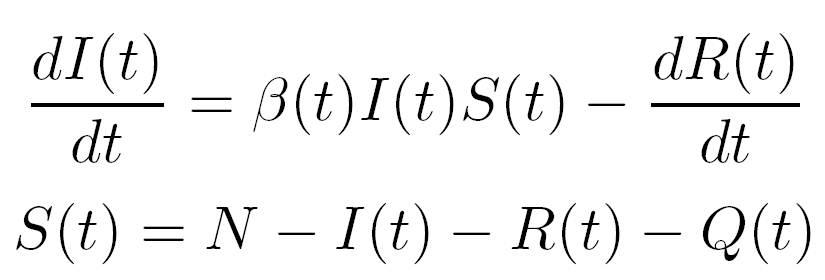 dI(t)/dt = β(t)I(t)S(t) − dR(t)/dt
S(t) = N − I(t) − R(t) − Q(t)